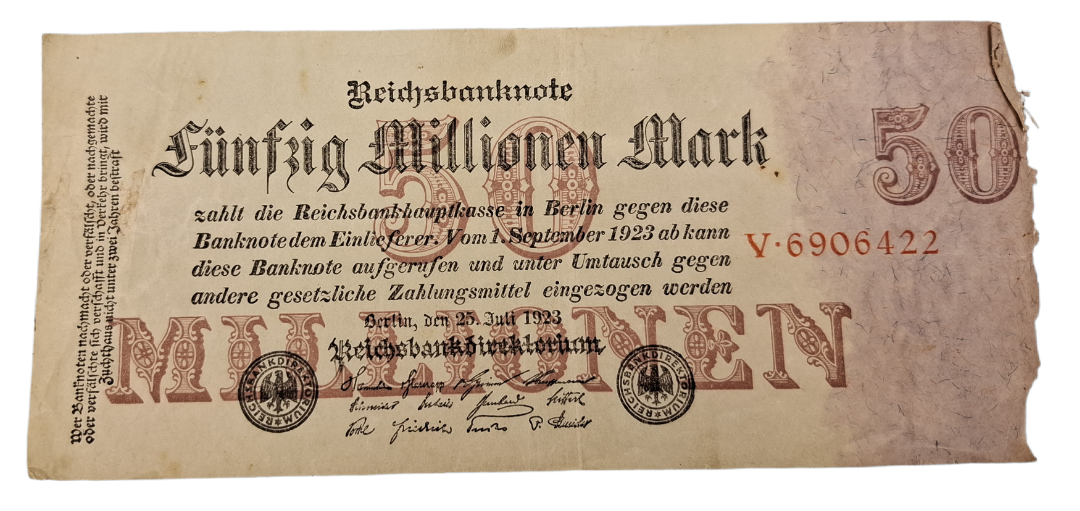 Reichsbanknote
Fünfzig Millionen Mark
50
50
zahlt die Reichsbankhauptkasse in Berlin gegen diese
Banknote dem Einlieferer. Vom 1. September 1923 ab kann
diese Banknote aufgerufen und unter Umtausch gegen
andere gesetzliche Zahlungsmittel eingezogen werden
V·6906422
MILLIONEN
Berlin, den 25. Juli 1923
Reichsbankdirektorium
REICHSBANKDIREKTORIUM
REICHSBANKDIREKTORIUM
Wer Banknoten nachmacht oder verfälscht, oder nachgemachte
oder verfälschte sich verschafft und in Verkehr bringt, wird mit
Zuchthaus nicht unter zwei Jahren bestraft